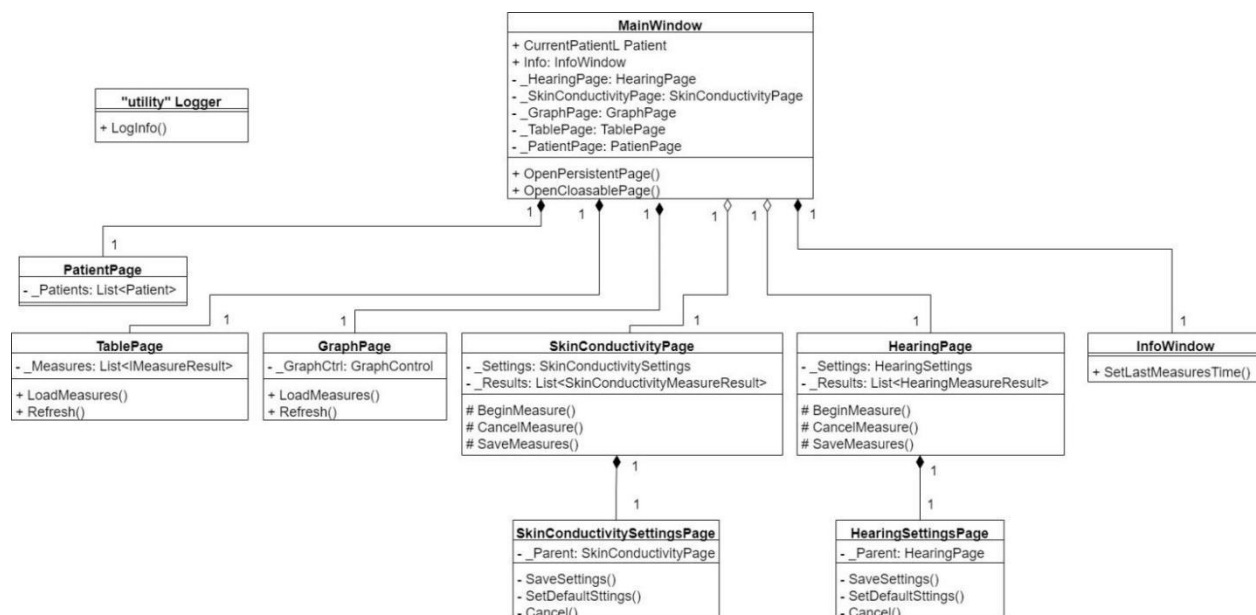 MainWindow
+ CurrentPatientL Patient
+ Info: InfoWindow
- _HearingPage: HearingPage
- _SkinConductivityPage: SkinConductivityPage
- _GraphPage: GraphPage
- _TablePage: TablePage
- _PatientPage: PatienPage
+ OpenPersistentPage()
+ OpenCloasablePage()
"utility" Logger
+ LogInfo()
1 1 1 1 1 1
1
PatientPage
- _Patients: List<Patient>
1
TablePage
- _Measures: List<IMeasureResult>
+ LoadMeasures()
+ Refresh()
1
GraphPage
- _GraphCtrl: GraphControl
+ LoadMeasures()
+ Refresh()
1
SkinConductivityPage
- _Settings: SkinConductivitySettings
- _Results: List<SkinConductivityMeasureResult>
# BeginMeasure()
# CancelMeasure()
# SaveMeasures()
1
HearingPage
- _Settings: HearingSettings
- _Results: List<HearingMeasureResult>
# BeginMeasure()
# CancelMeasure()
# SaveMeasures()
1
InfoWindow
+ SetLastMeasuresTime()
1
1
SkinConductivitySettingsPage
- _Parent: SkinConductivityPage
- SaveSettings()
- SetDefaultSttings()
- Cancel()
1
1
HearingSettingsPage
- _Parent: HearingPage
- SaveSettings()
- SetDefaultSttings()
- Cancel()